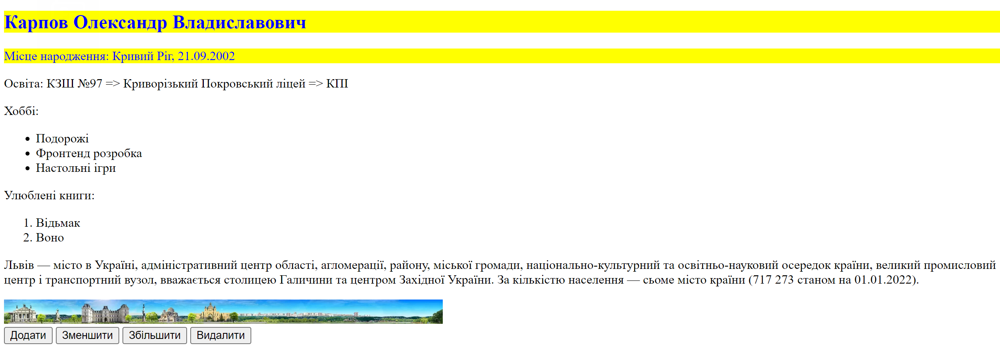 Карпов Олександр Владиславович
Місце народження: Кривий Ріг, 21.09.2002
Освіта: КЗШ №97 => Криворізький Покровський ліцей => КПІ
Хоббі:
• Подорожі
• Фронтенд розробка
• Настольні ігри
Улюблені книги:
1. Відьмак
2. Воно
Львів — місто в Україні, адміністративний центр області, агломерації, району, міської громади, національно-культурний та освітньо-науковий осередок країни, великий промисловий
центр і транспортний вузол, вважається столицею Галичини та центром Західної України. За кількістю населення — сьоме місто країни (717 273 станом на 01.01.2022).
Додати Зменшити Збільшити Видалити